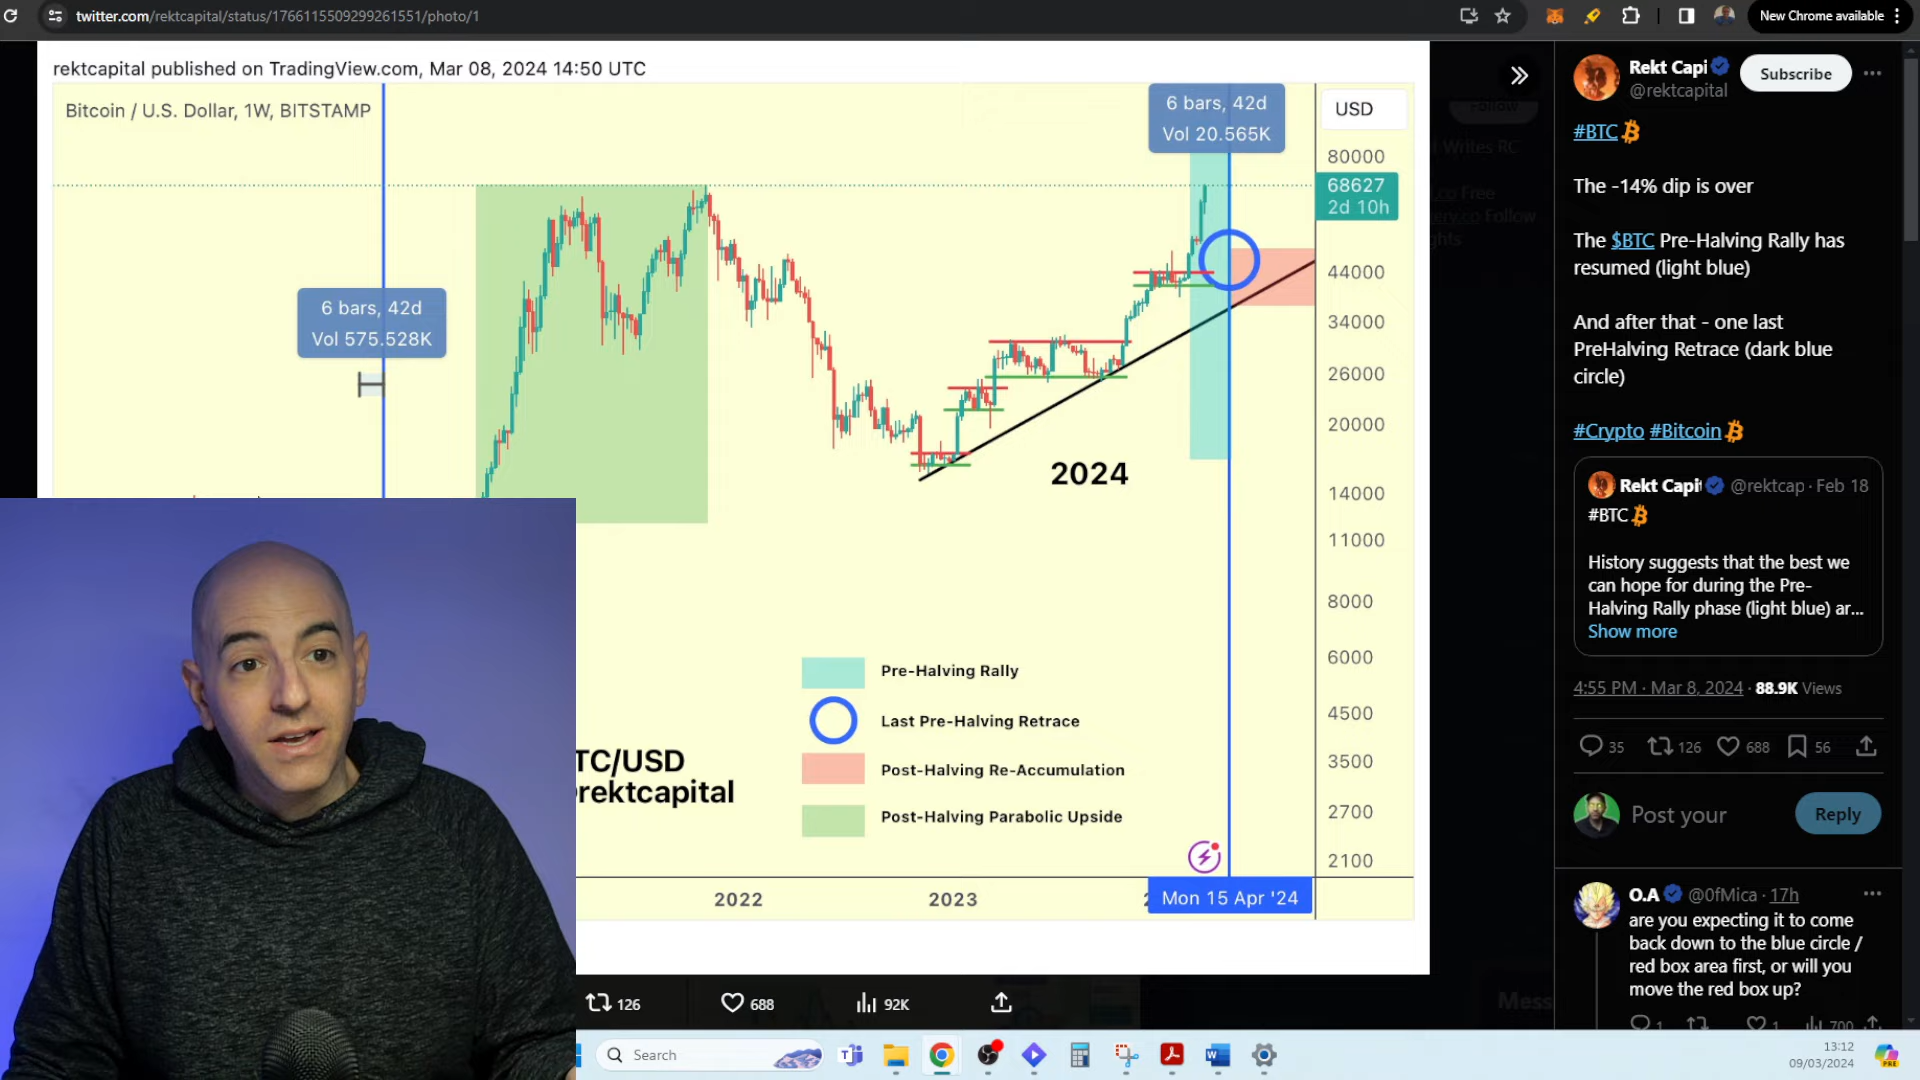 twitter.com/rektcapital/status/1766115509299261551/photo/1
New Chrome available
rektcapital published on TradingView.com, Mar 08, 2024 14:50 UTC
Bitcoin / U.S. Dollar, 1W, BITSTAMP
6 bars, 42d
Vol 575.528K
6 bars, 42d
Vol 20.565K
USD
80000
68627
2d 10h
44000
34000
26000
20000
14000
11000
8000
6000
4500
3500
2700
2100
2024
Pre-Halving Rally
Last Pre-Halving Retrace
Post-Halving Re-Accumulation
Post-Halving Parabolic Upside
TC/USD
rektcapital
2022
2023
Mon 15 Apr '24
126
688
92K
Follow
Writes RC
Free
Follow
Rekt Capi
@rektcapital
Subscribe
#BTC
The -14% dip is over
The $BTC Pre-Halving Rally has
resumed (light blue)
And after that - one last
PreHalving Retrace (dark blue
circle)
#Crypto #Bitcoin
Rekt Capi @rektcap · Feb 18
#BTC
History suggests that the best we
can hope for during the Pre-
Halving Rally phase (light blue) ar...
Show more
4:55 PM · Mar 8, 2024 · 88.9K Views
35 126 688 56
Post your
Reply
O.A @0fMica · 17h
are you expecting it to come
back down to the blue circle /
red box area first, or will you
move the red box up?
1 1 700
Mess
Search
13:12
09/03/2024